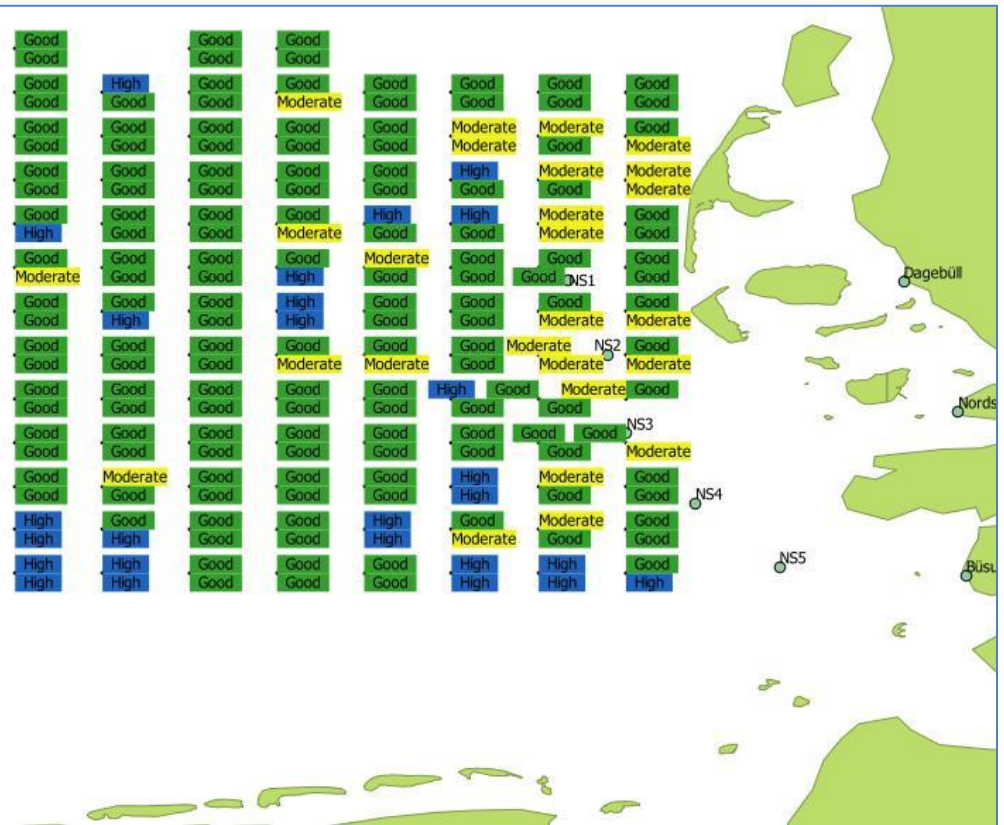 Good Good Good
Good Good Good
Good High Good Good Good Good Good Good
Good Good Good Moderate Good Good Good Good
Good Good Good Good Good Moderate Moderate Good
Good Good Good Good Good Moderate Good Moderate
Good Good Good Good Good High Moderate Moderate
Good Good Good Good Good Good Good Moderate
Good Good Good Good High High Moderate Good
High Good Good Moderate Good Good Moderate Good
Good Good Good Good Moderate Good Good Good
Moderate Good Good High Good Good Good NS1 Good Dagebüll
Good Good Good High Good Good Good Good
Good High Good High Good Good Moderate Moderate
Good Good Good Good Good Good Moderate NS2 Good
Good Good Good Moderate Moderate Good Moderate Moderate
Good Good Good Good Good High Good Moderate Good
Good Good Good Good Good Good Good Nords
Good Good Good Good Good Good Good Good NS3
Good Good Good Good Good Good Good Moderate
Good Moderate Good Good Good High Moderate Good
Good Good Good Good Good High Good Good NS4
High Good Good Good High Good Moderate Good
High High Good Good High Moderate Good Good
High High Good Good Good High High Good NS5
High High Good Good Good High High High Büsu